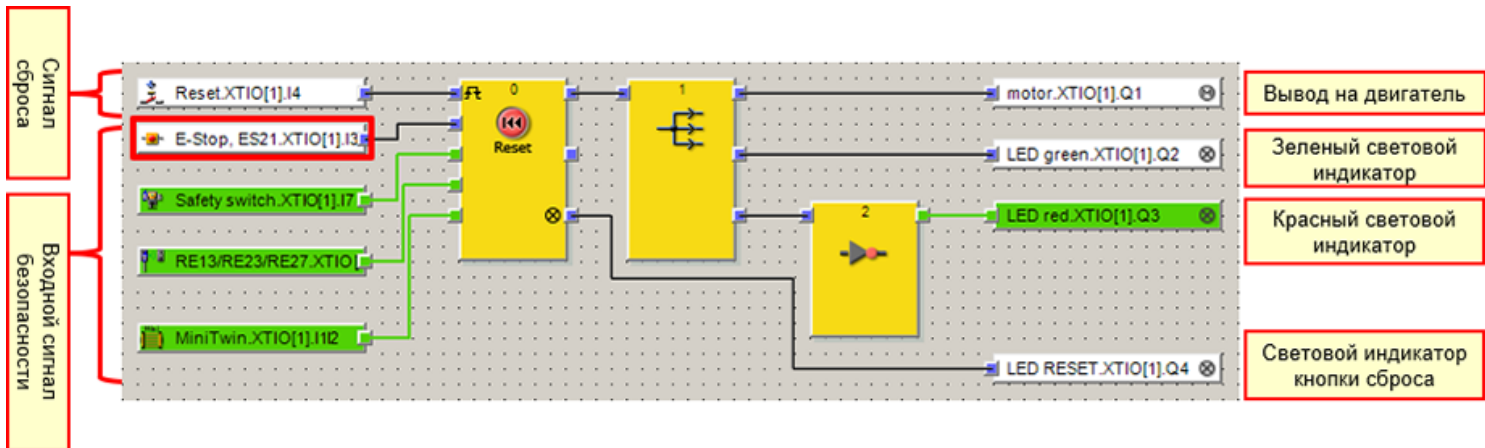 Сигнал
сброса
Входной сигнал
безопасности
Reset.XTIO[1].I4
E-Stop, ES21.XTIO[1].I3
Safety switch.XTIO[1].I7
RE13/RE23/RE27.XTIO[
MiniTwin.XTIO[1].I1I2
0
Reset
1
2
motor.XTIO[1].Q1
LED green.XTIO[1].Q2
LED red.XTIO[1].Q3
LED RESET.XTIO[1].Q4
Вывод на двигатель
Зеленый световой
индикатор
Красный световой
индикатор
Световой индикатор
кнопки сброса